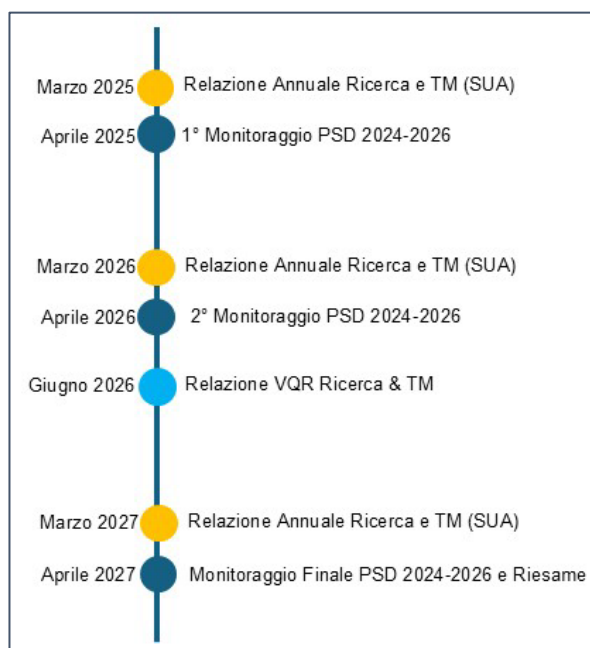 Marzo 2025 Relazione Annuale Ricerca e TM (SUA)
Aprile 2025 1° Monitoraggio PSD 2024-2026
Marzo 2026 Relazione Annuale Ricerca e TM (SUA)
Aprile 2026 2° Monitoraggio PSD 2024-2026
Giugno 2026 Relazione VQR Ricerca & TM
Marzo 2027 Relazione Annuale Ricerca e TM (SUA)
Aprile 2027 Monitoraggio Finale PSD 2024-2026 e Riesame